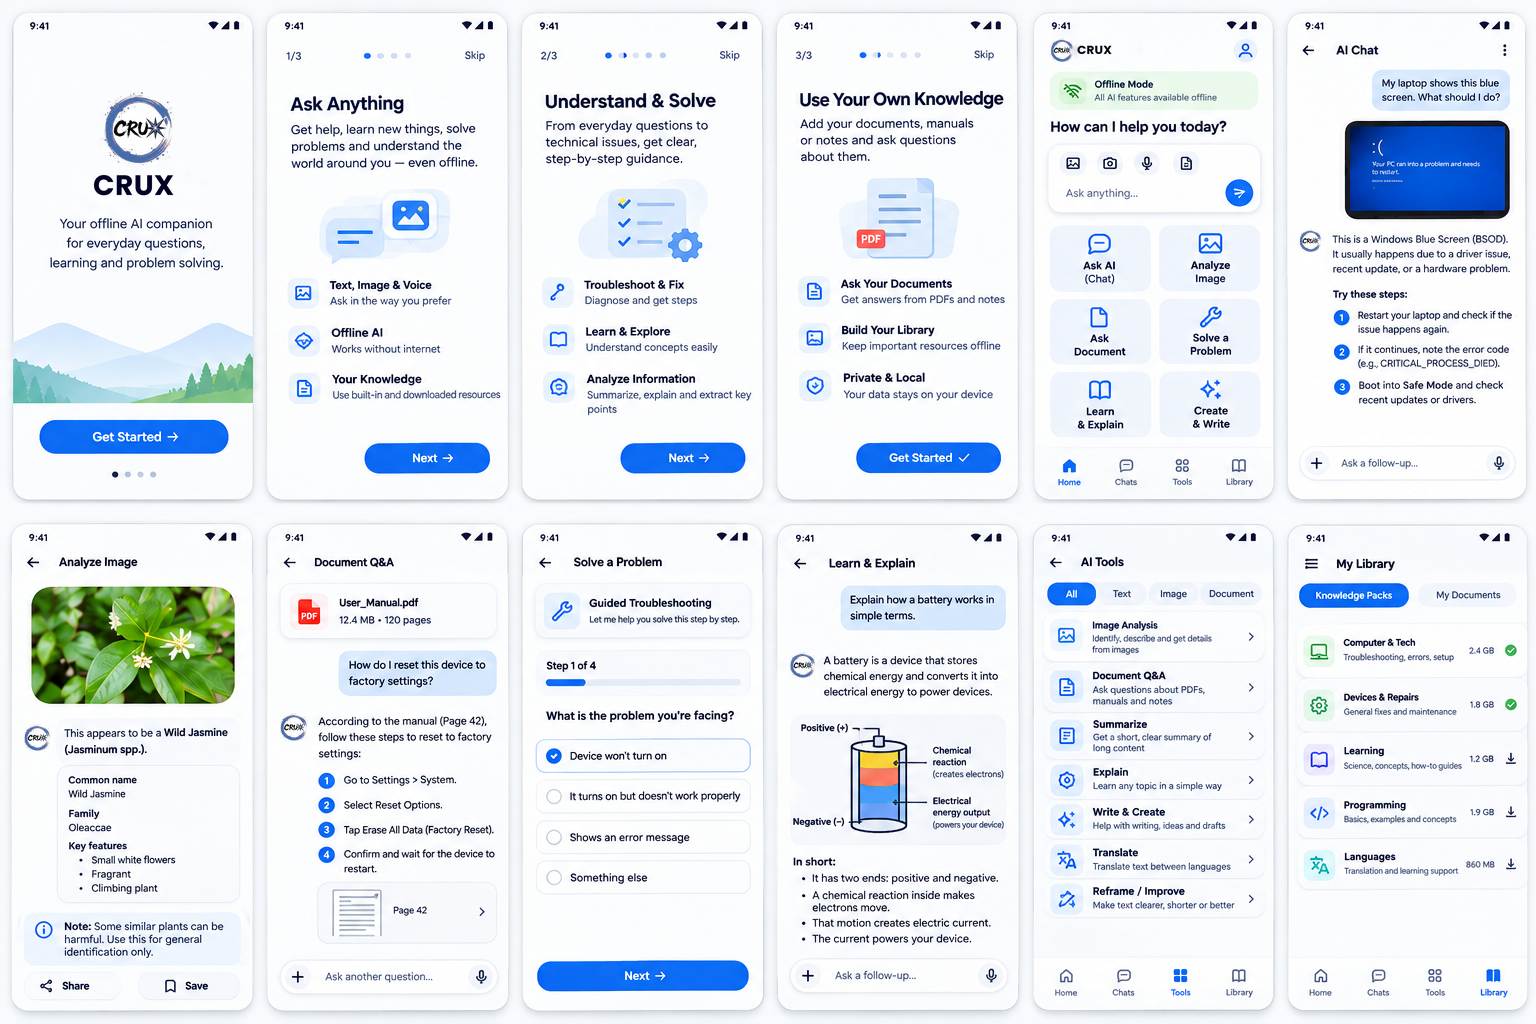 9:41
CRUX
CRUX
Your offline AI companion
for everyday questions,
learning and problem solving.
Get Started →
9:41
1/3
Skip
Ask Anything
Get help, learn new things, solve
problems and understand the
world around you — even offline.
Text, Image & Voice
Ask in the way you prefer
Offline AI
Works without internet
Your Knowledge
Use built-in and downloaded resources
Next →
9:41
2/3
Skip
Understand & Solve
From everyday questions to
technical issues, get clear,
step-by-step guidance.
Troubleshoot & Fix
Diagnose and get steps
Learn & Explore
Understand concepts easily
Analyze Information
Summarize, explain and extract key
points
Next →
9:41
3/3
Skip
Use Your Own Knowledge
Add your documents, manuals
or notes and ask questions
about them.
PDF
Ask Your Documents
Get answers from PDFs and notes
Build Your Library
Keep important resources offline
Private & Local
Your data stays on your device
Get Started ✓
9:41
CRUX
CRUX
Offline Mode
All AI features available offline
How can I help you today?
Ask anything...
Ask AI
(Chat)
Analyze
Image
Ask
Document
Solve a
Problem
Learn
& Explain
Create
& Write
Home
Chats
Tools
Library
9:41
AI Chat
My laptop shows this blue
screen. What should I do?
:(
Your PC ran into a problem and needs
to restart.
CRUX
This is a Windows Blue Screen (BSOD).
It usually happens due to a driver issue,
recent update, or a hardware problem.
Try these steps:
1 Restart your laptop and check if the
issue happens again.
2 If it continues, note the error code
(e.g., CRITICAL_PROCESS_DIED).
3 Boot into Safe Mode and check
recent updates or drivers.
Ask a follow-up...
9:41
Analyze Image
CRUX
This appears to be a Wild Jasmine
(Jasminum spp.).
Common name
Wild Jasmine
Family
Oleaccae
Key features
• Small white flowers
• Fragrant
• Climbing plant
Note: Some similar plants can be
harmful. Use this for general
identification only.
Share
Save
9:41
Document Q&A
PDF
User_Manual.pdf
12.4 MB • 120 pages
How do I reset this device to
factory settings?
CRUX
According to the manual (Page 42),
follow these steps to reset to factory
settings:
1 Go to Settings > System.
2 Select Reset Options.
3 Tap Erase All Data (Factory Reset).
4 Confirm and wait for the device to
restart.
Page 42
Ask another question...
9:41
Solve a Problem
Guided Troubleshooting
Let me help you solve this step by step.
Step 1 of 4
What is the problem you're facing?
Device won't turn on
It turns on but doesn't work properly
Shows an error message
Something else
Next →
9:41
Learn & Explain
Explain how a battery works in
simple terms.
CRUX
A battery is a device that stores
chemical energy and converts it into
electrical energy to power devices.
Positive (+)
Chemical
reaction
(creates electrons)
Electrical
energy output
(powers your device)
Negative (−)
In short:
• It has two ends: positive and negative.
• A chemical reaction inside makes
electrons move.
• That motion creates electric current.
• The current powers your device.
Ask a follow-up...
9:41
AI Tools
All
Text
Image
Document
Image Analysis
Identify, describe and get details
from images
Document Q&A
Ask questions about PDFs,
manuals and notes
Summarize
Get a short, clear summary of
long content
Explain
Learn any topic in a simple way
Write & Create
Help with writing, ideas and drafts
Translate
Translate text between languages
Reframe / Improve
Make text clearer, shorter or better
Home
Chats
Tools
Library
9:41
My Library
Knowledge Packs
My Documents
Computer & Tech
Troubleshooting, errors, setup
2.4 GB
Devices & Repairs
General fixes and maintenance
1.8 GB
Learning
Science, concepts, how-to guides
1.2 GB
Programming
Basics, examples and concepts
1.9 GB
Languages
Translation and learning support
860 MB
Home
Chats
Tools
Library